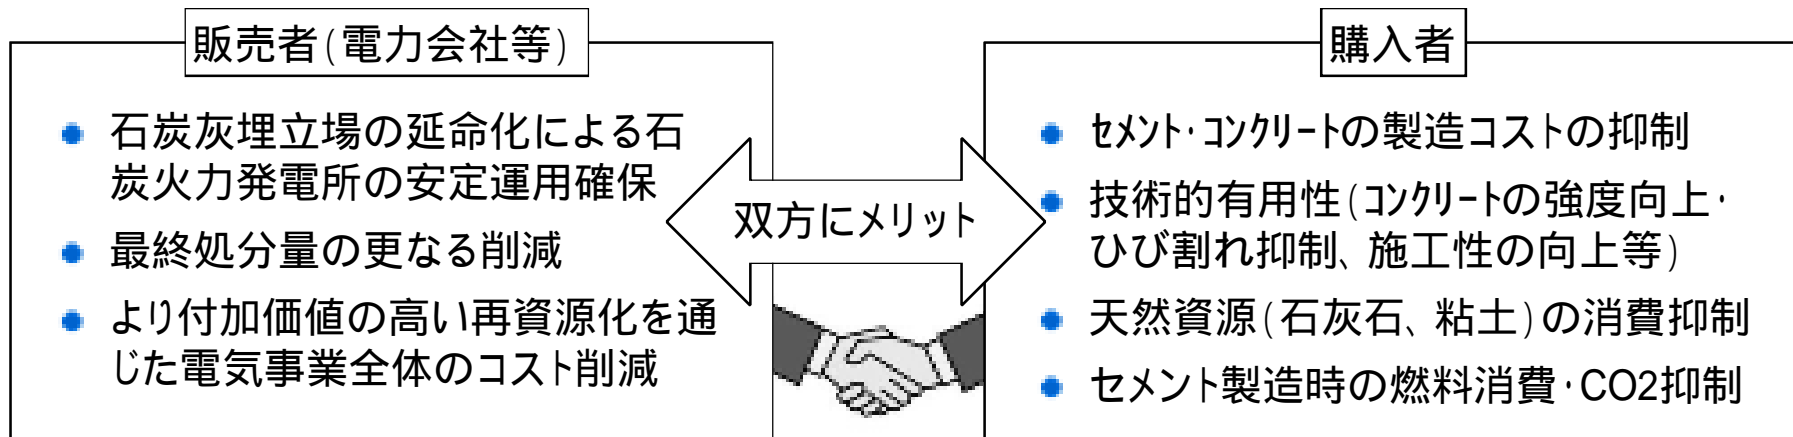 販売者(電力会社等)
石炭灰埋立場の延命化による石
炭火力発電所の安定運用確保
最終処分量の更なる削減
より付加価値の高い再資源化を通
じた電気事業全体のコスト削減
双方にメリット
購入者
ｾﾒﾝﾄ･ｺﾝｸﾘｰﾄの製造コストの抑制
技術的有用性(ｺﾝｸﾘｰﾄの強度向上･
ひび割れ抑制、施工性の向上等)
天然資源(石灰石、粘土)の消費抑制
セメント製造時の燃料消費･CO2抑制